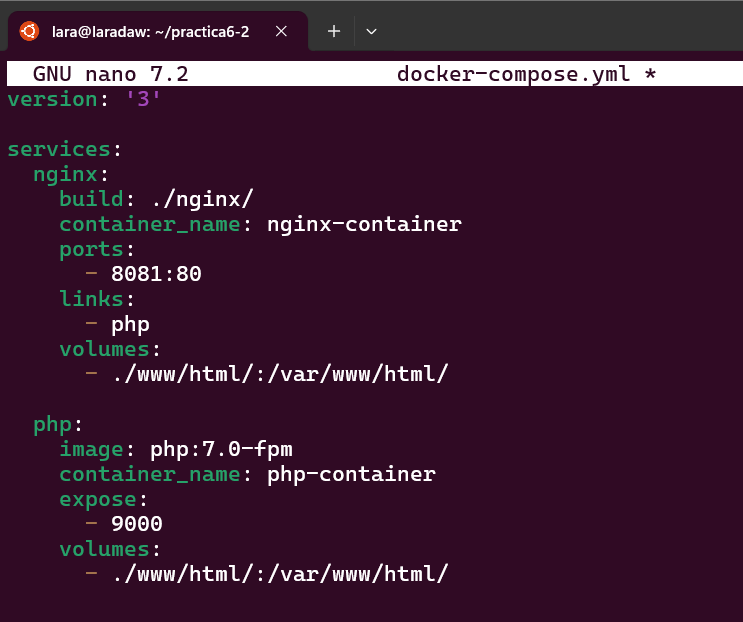 lara@laradaw: ~/practica6-2
GNU nano 7.2 docker-compose.yml *
version: '3'
services:
  nginx:
    build: ./nginx/
    container_name: nginx-container
    ports:
      - 8081:80
    links:
      - php
    volumes:
      - ./www/html/:/var/www/html/
  php:
    image: php:7.0-fpm
    container_name: php-container
    expose:
      - 9000
    volumes:
      - ./www/html/:/var/www/html/